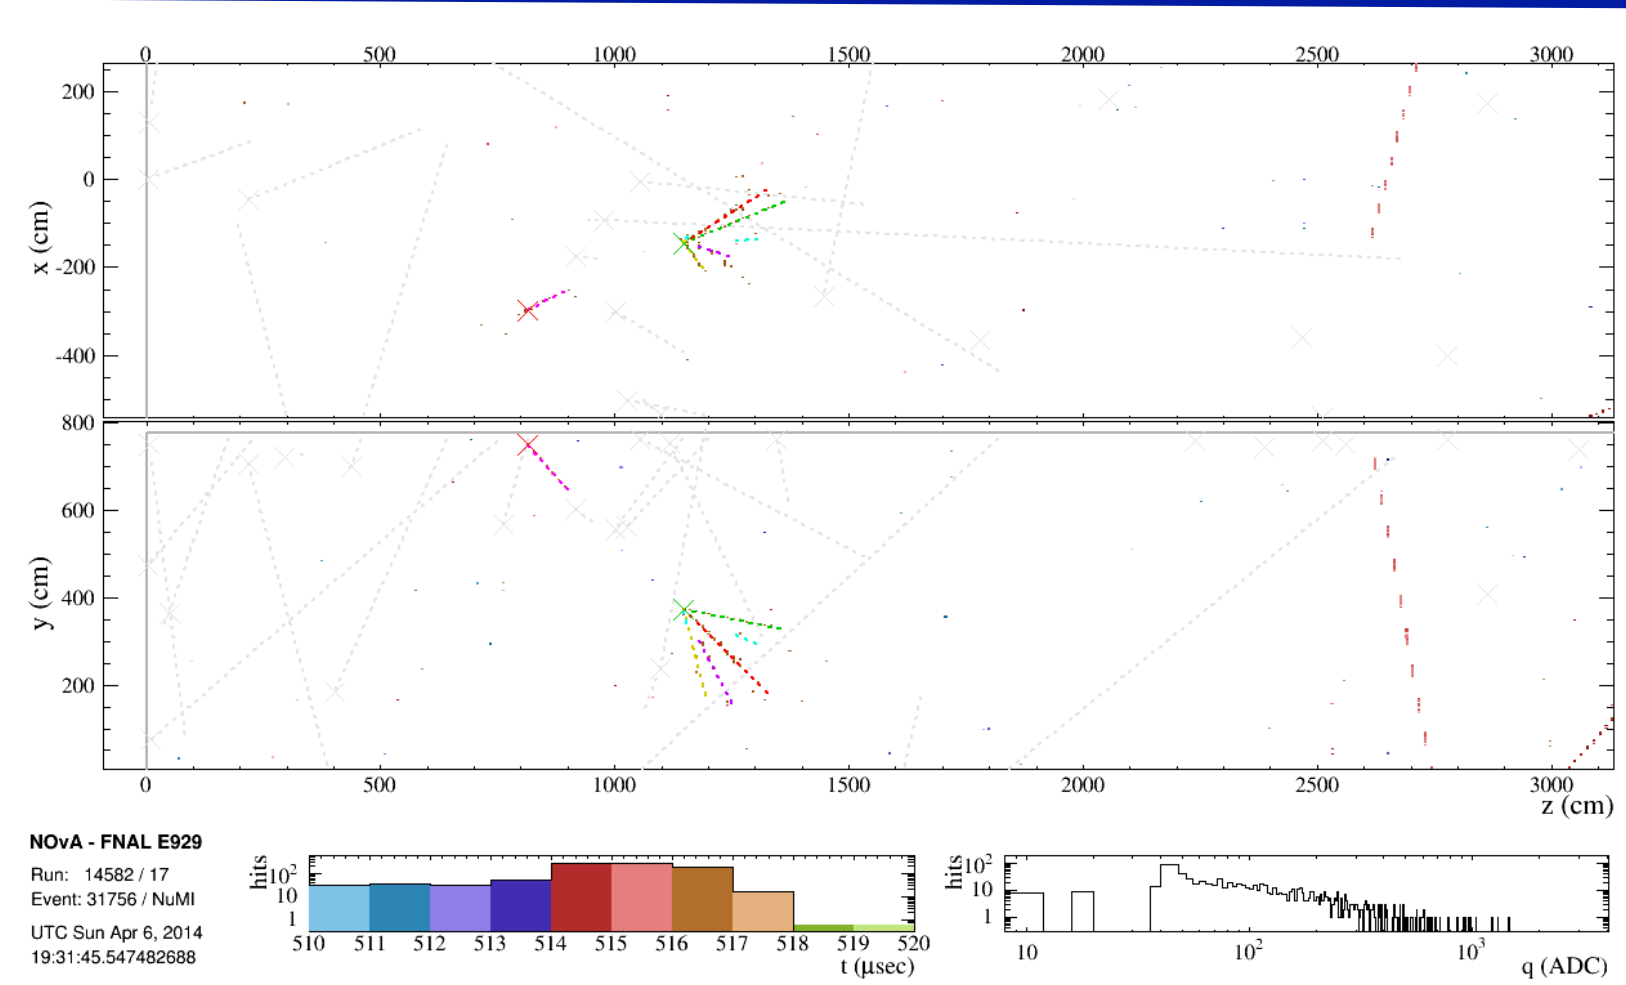 0 500 1000 1500 2000 2500 3000
200
0
-200
-400
x (cm)
800
600
400
200
y (cm)
0 500 1000 1500 2000 2500 3000
z (cm)
NOvA - FNAL E929
Run: 14582 / 17
Event: 31756 / NuMI
UTC Sun Apr 6, 2014
19:31:45.547482688
hits
10²
10
1
510 511 512 513 514 515 516 517 518 519 520
t (μsec)
hits
10²
10
1
10 10² 10³
q (ADC)